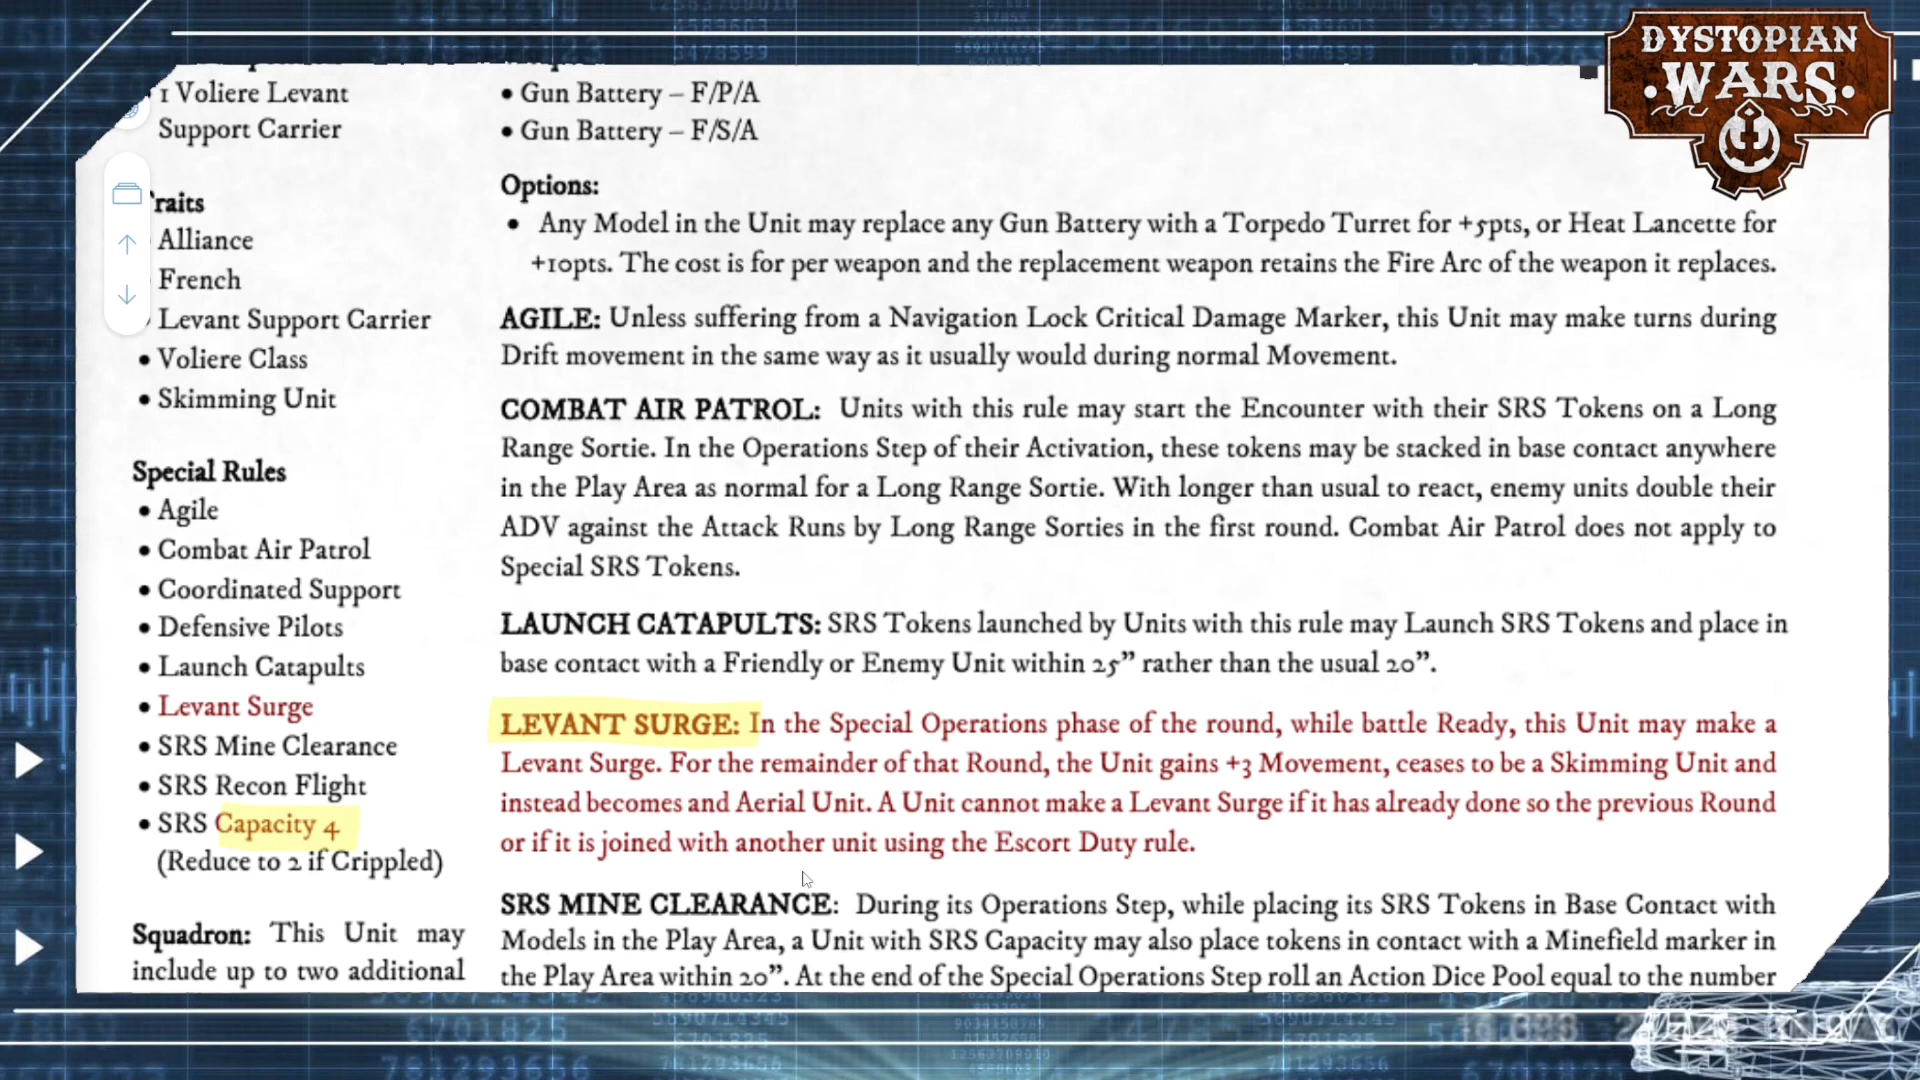 DYSTOPIAN
WARS
1 Voliere Levant
Support Carrier
raits
Alliance
French
Levant Support Carrier
• Voliere Class
• Skimming Unit
Special Rules
• Agile
• Combat Air Patrol
• Coordinated Support
• Defensive Pilots
• Launch Catapults
• Levant Surge
• SRS Mine Clearance
• SRS Recon Flight
• SRS Capacity 4
(Reduce to 2 if Crippled)
Squadron: This Unit may
include up to two additional
• Gun Battery – F/P/A
• Gun Battery – F/S/A
Options:
• Any Model in the Unit may replace any Gun Battery with a Torpedo Turret for +5pts, or Heat Lancette for
+10pts. The cost is for per weapon and the replacement weapon retains the Fire Arc of the weapon it replaces.
AGILE: Unless suffering from a Navigation Lock Critical Damage Marker, this Unit may make turns during
Drift movement in the same way as it usually would during normal Movement.
COMBAT AIR PATROL: Units with this rule may start the Encounter with their SRS Tokens on a Long
Range Sortie. In the Operations Step of their Activation, these tokens may be stacked in base contact anywhere
in the Play Area as normal for a Long Range Sortie. With longer than usual to react, enemy units double their
ADV against the Attack Runs by Long Range Sorties in the first round. Combat Air Patrol does not apply to
Special SRS Tokens.
LAUNCH CATAPULTS: SRS Tokens launched by Units with this rule may Launch SRS Tokens and place in
base contact with a Friendly or Enemy Unit within 25” rather than the usual 20”.
LEVANT SURGE: In the Special Operations phase of the round, while battle Ready, this Unit may make a
Levant Surge. For the remainder of that Round, the Unit gains +3 Movement, ceases to be a Skimming Unit and
instead becomes and Aerial Unit. A Unit cannot make a Levant Surge if it has already done so the previous Round
or if it is joined with another unit using the Escort Duty rule.
SRS MINE CLEARANCE: During its Operations Step, while placing its SRS Tokens in Base Contact with
Models in the Play Area, a Unit with SRS Capacity may also place tokens in contact with a Minefield marker in
the Play Area within 20”. At the end of the Special Operations Step roll an Action Dice Pool equal to the number
6701825
781293656